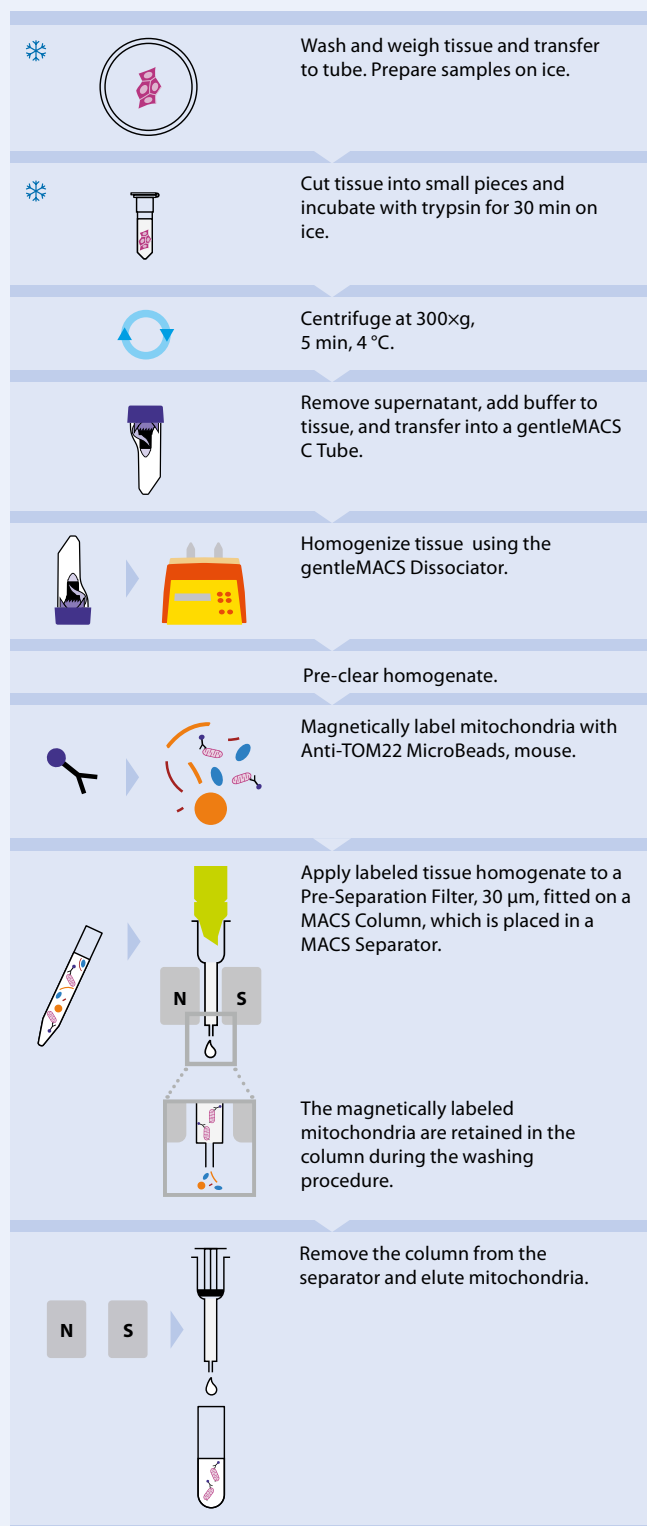 Wash and weigh tissue and transfer
to tube. Prepare samples on ice.
Cut tissue into small pieces and
incubate with trypsin for 30 min on
ice.
Centrifuge at 300×g,
5 min, 4 °C.
Remove supernatant, add buffer to
tissue, and transfer into a gentleMACS
C Tube.
Homogenize tissue using the
gentleMACS Dissociator.
Pre-clear homogenate.
Magnetically label mitochondria with
Anti-TOM22 MicroBeads, mouse.
Apply labeled tissue homogenate to a
Pre-Separation Filter, 30 µm, fitted on a
MACS Column, which is placed in a
MACS Separator.
N S
The magnetically labeled
mitochondria are retained in the
column during the washing
procedure.
Remove the column from the
separator and elute mitochondria.
N S